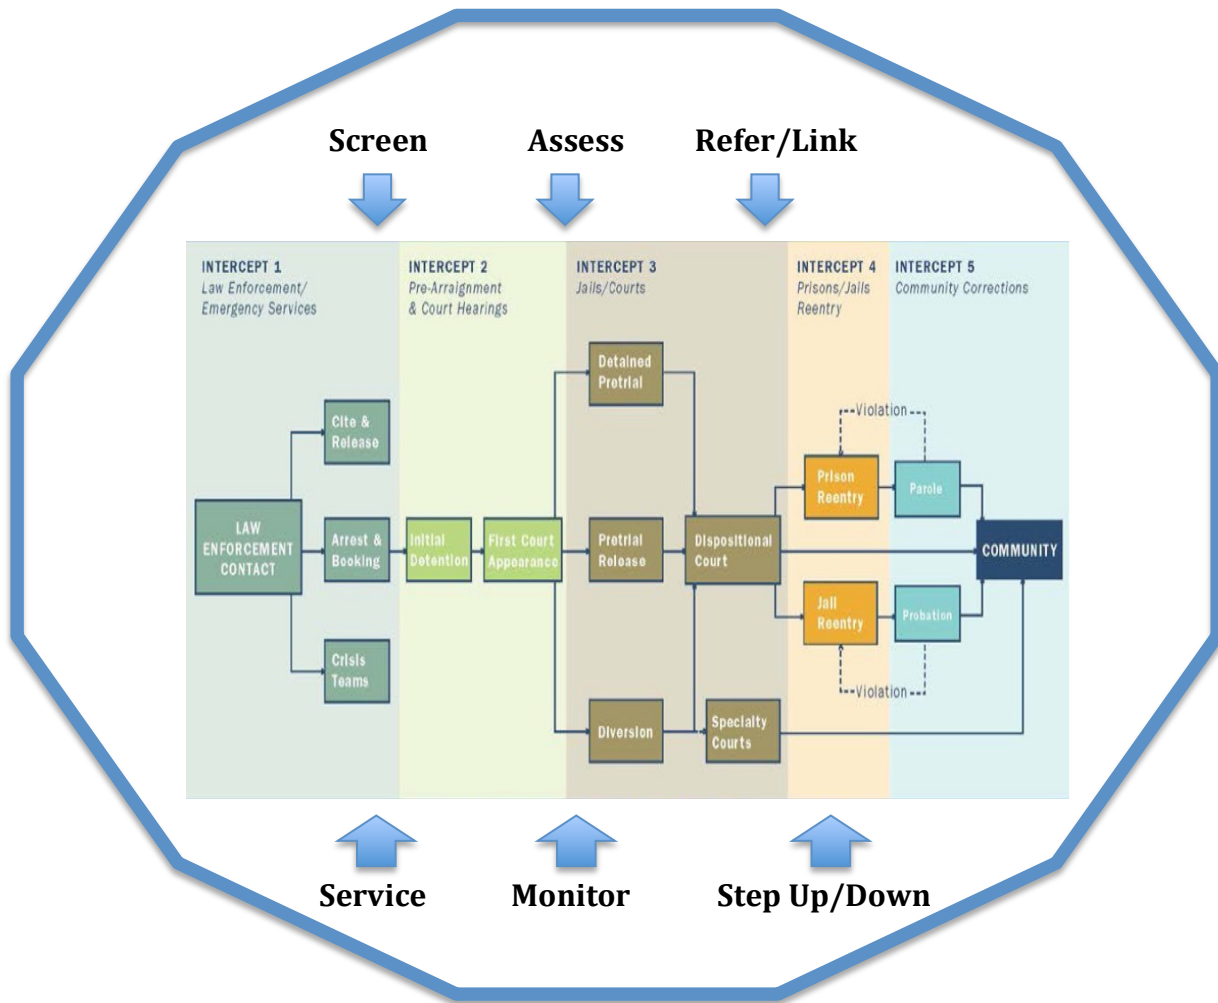 Screen
Assess
Refer/Link
INTERCEPT 1
Law Enforcement/
Emergency Services
INTERCEPT 2
Pre-Arraignment
& Court Hearings
INTERCEPT 3
Jails/Courts
INTERCEPT 4
Prisons/Jails
Reentry
INTERCEPT 5
Community Corrections
LAW
ENFORCEMENT
CONTACT
Cite &
Release
Arrest &
Booking
Crisis
Teams
Initial
Detention
First Court
Appearance
Detained
Pretrial
Pretrial
Release
Diversion
Dispositional
Court
Specialty
Courts
Violation
Prison
Reentry
Parole
Jail
Reentry
Probation
Violation
COMMUNITY
Service
Monitor
Step Up/Down